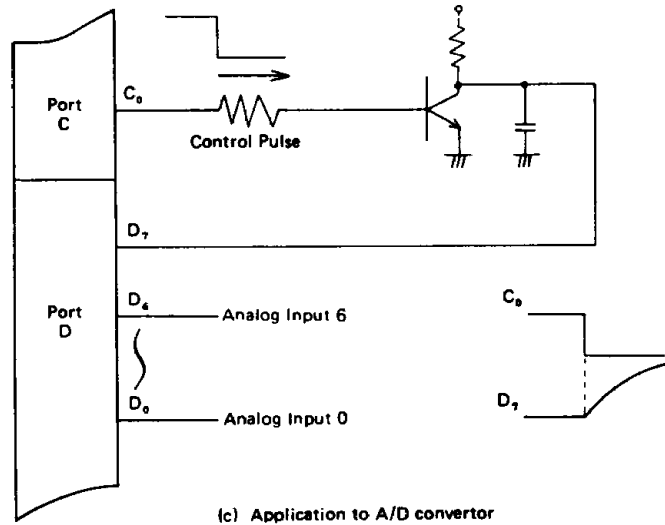 Port
C
C₀
Control Pulse
D₇
Port
D
D₆
Analog Input 6
D₀
Analog Input 0
C₀
D₇
(c) Application to A/D convertor